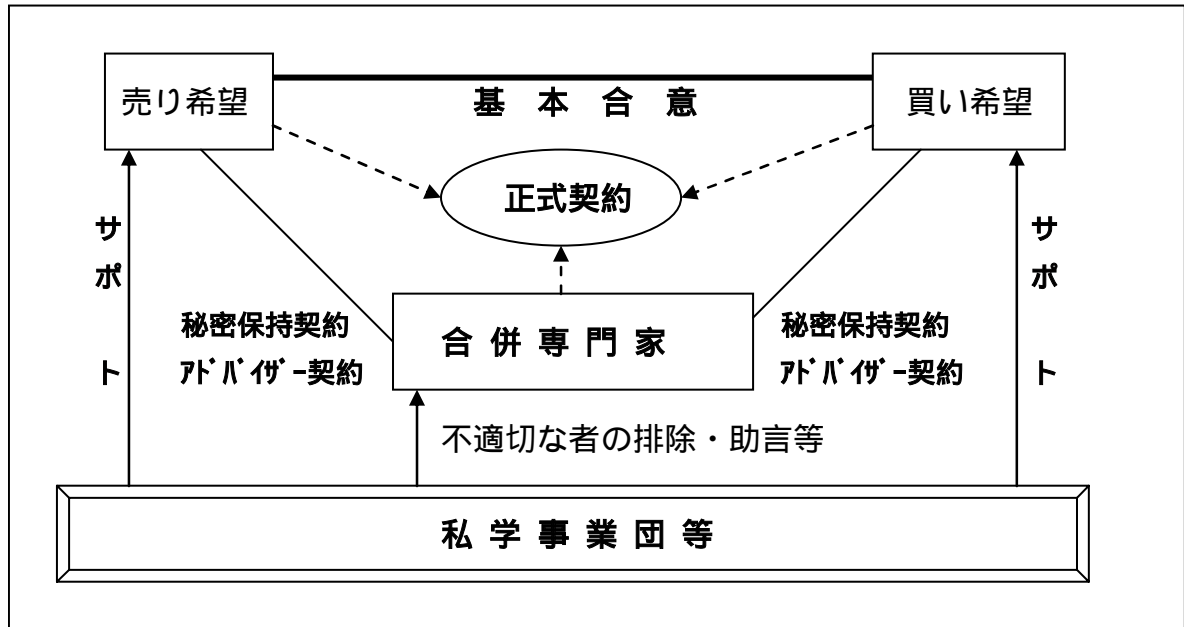 売り希望
基本合意
買い希望
正式契約
サポート
サポート
秘密保持契約
ｱﾄﾞﾊﾞｲｻﾞｰ契約
合併専門家
秘密保持契約
ｱﾄﾞﾊﾞｲｻﾞｰ契約
不適切な者の排除・助言等
私学事業団等